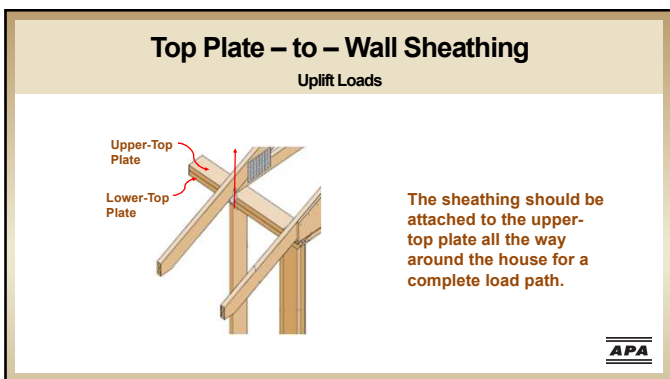 Top Plate – to – Wall Sheathing
Uplift Loads
Upper-Top
Plate
Lower-Top
Plate
The sheathing should be
attached to the upper-
top plate all the way
around the house for a
complete load path.
APA